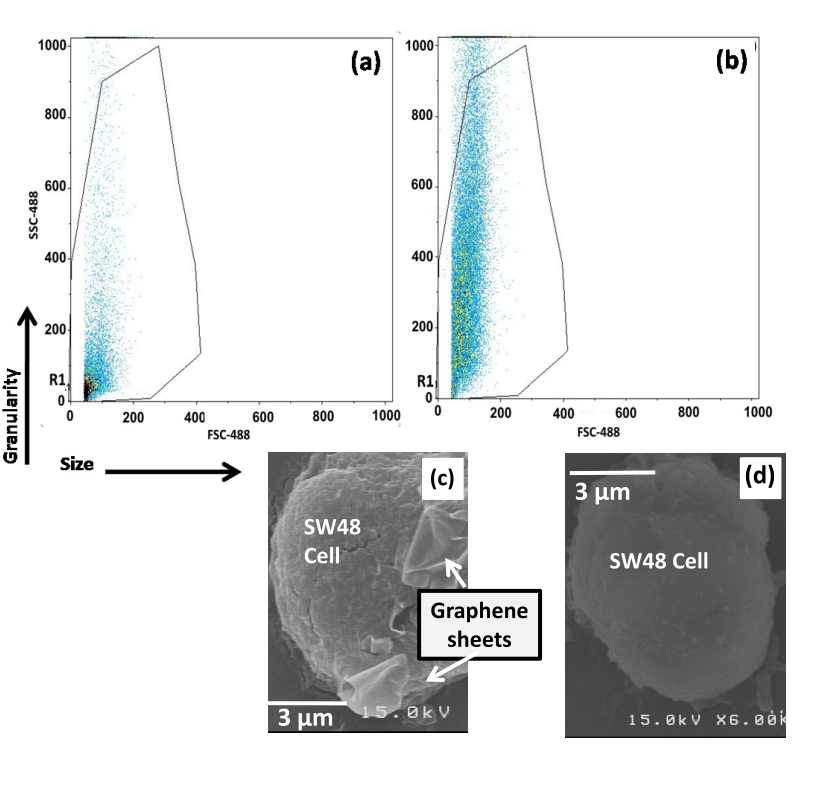 (a)
1000
800
600
400
200
0
R1
SSC-488
0 200 400 600 800 1000
FSC-488
(b)
1000
800
600
400
200
0
R1
0 200 400 600 800 1000
FSC-488
Granularity
Size
(c)
SW48
Cell
Graphene
sheets
3 µm
15.0kV
(d)
3 µm
SW48 Cell
15.0kV X6.00k